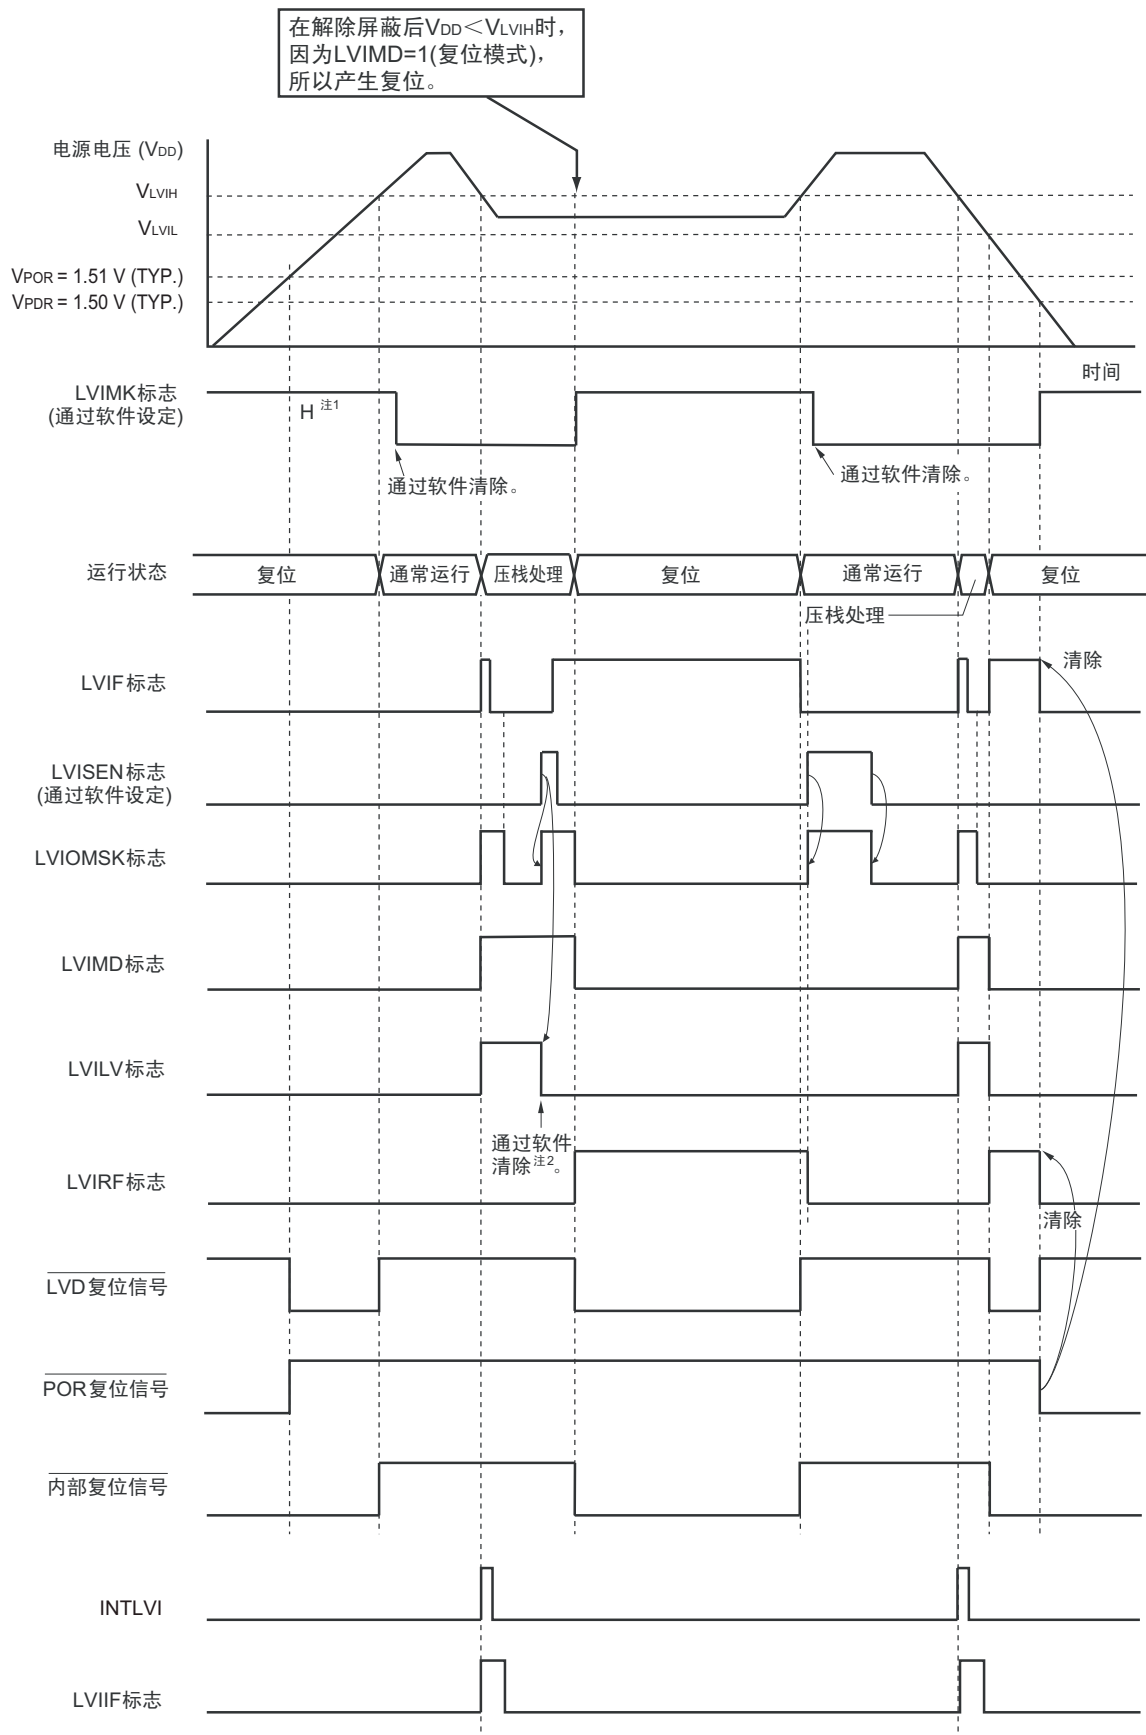 在解除屏蔽后VDD＜VLVIH时，
因为LVIMD=1(复位模式)，
所以产生复位。
电源电压 (VDD)
VLVIH
VLVIL
VPOR = 1.51 V (TYP.)
VPDR = 1.50 V (TYP.)
时间
LVIMK标志
(通过软件设定)
H 注1
通过软件清除。
通过软件清除。
运行状态
复位
通常运行
压栈处理
复位
通常运行
复位
压栈处理
LVIF标志
清除
LVISEN标志
(通过软件设定)
LVIOMSK标志
LVIMD标志
LVILV标志
通过软件
清除注2。
LVIRF标志
清除
LVD复位信号
POR复位信号
内部复位信号
INTLVI
LVIIF标志